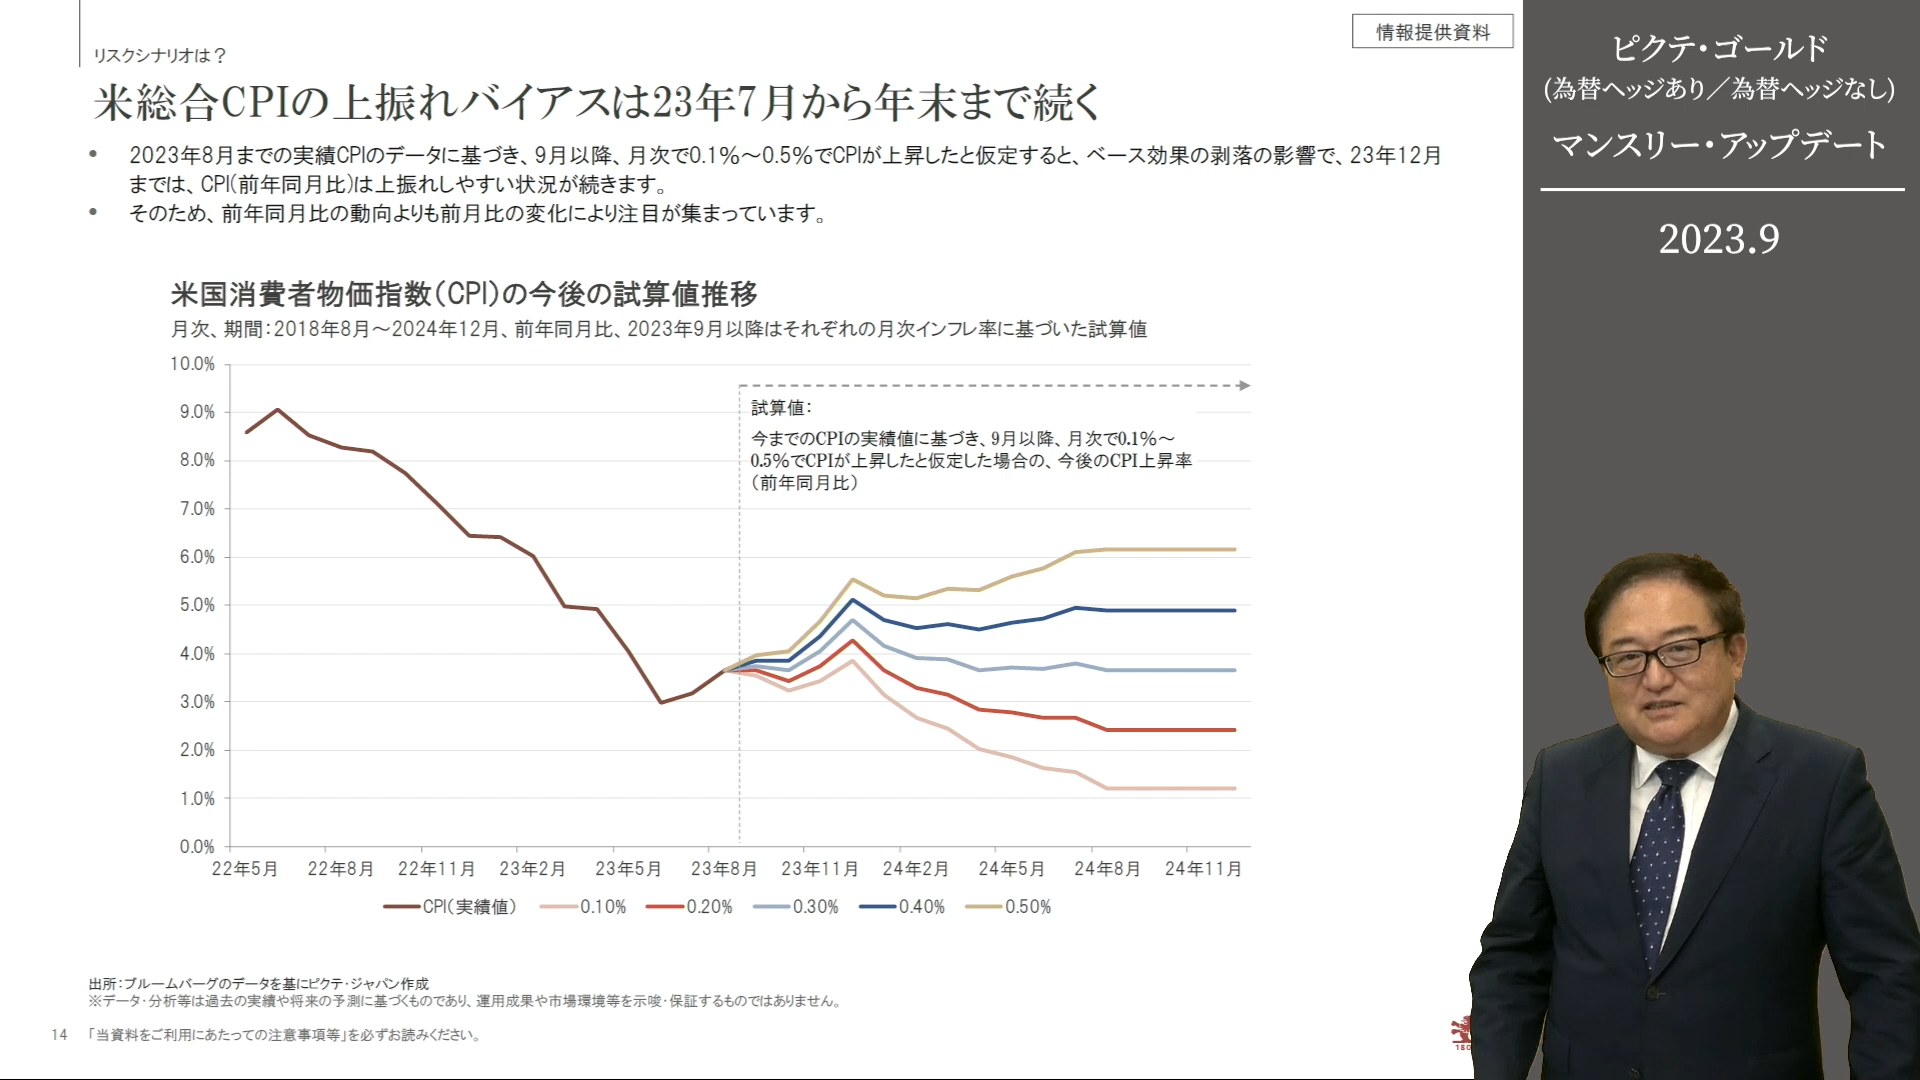 情報提供資料
リスクシナリオは？
米総合CPIの上振れバイアスは23年7月から年末まで続く
• 2023年8月までの実績CPIのデータに基づき、9月以降、月次で0.1％～0.5％でCPIが上昇したと仮定すると、ベース効果の剥落の影響で、23年12月
までは、CPI(前年同月比)は上振れしやすい状況が続きます。
• そのため、前年同月比の動向よりも前月比の変化により注目が集まっています。
米国消費者物価指数（CPI）の今後の試算値推移
月次、期間：2018年8月～2024年12月、前年同月比、2023年9月以降はそれぞれの月次インフレ率に基づいた試算値
10.0%
9.0%
8.0%
7.0%
6.0%
5.0%
4.0%
3.0%
2.0%
1.0%
0.0%
試算値：
今までのCPIの実績値に基づき、9月以降、月次で0.1％～
0.5％でCPIが上昇したと仮定した場合の、今後のCPI上昇率
（前年同月比）
22年5月 22年8月 22年11月 23年2月 23年5月 23年8月 23年11月 24年2月 24年5月 24年8月 24年11月
CPI（実績値） 0.10% 0.20% 0.30% 0.40% 0.50%
出所：ブルームバーグのデータを基にピクテ・ジャパン作成
※データ・分析等は過去の実績や将来の予測に基づくものであり、運用成果や市場環境等を示唆・保証するものではありません。
14 「当資料をご利用にあたっての注意事項等」を必ずお読みください。
ピクテ・ゴールド
(為替ヘッジあり／為替ヘッジなし)
マンスリー・アップデート
2023.9